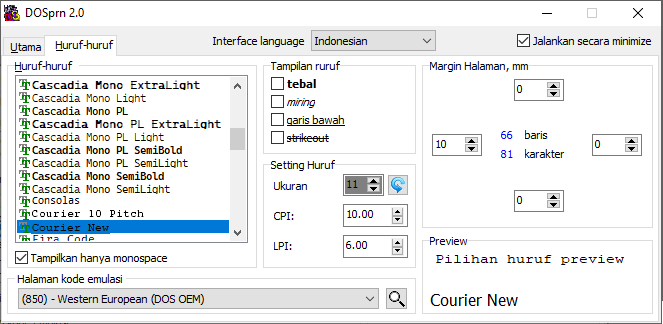 DOSprn 2.0
Utama
Huruf-huruf
Interface language
Indonesian
Jalankan secara minimize
Huruf-huruf
Cascadia Mono ExtraLight
Cascadia Mono Light
Cascadia Mono PL
Cascadia Mono PL ExtraLight
Cascadia Mono PL Light
Cascadia Mono PL SemiBold
Cascadia Mono PL SemiLight
Cascadia Mono SemiBold
Cascadia Mono SemiLight
Consolas
Courier 10 Pitch
Courier New
Fira Code
Tampilkan hanya monospace
Tampilan ruruf
tebal
miring
garis bawah
strikeout
Setting Huruf
Ukuran
11
CPI:
10.00
LPI:
6.00
Margin Halaman, mm
0
10
66 baris
81 karakter
0
0
Preview
Pilihan huruf preview
Courier New
Halaman kode emulasi
(850) - Western European (DOS OEM)